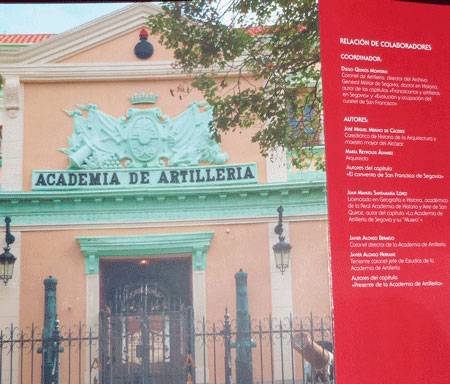 ACADEMIA DE ARTILLERIA
RELACIÓN DE COLABORADORES
COORDINADOR:
Diego Quirós Montero
Coronel de Artillería, director del Archivo
General Militar de Segovia, doctor en Historia,
autor de los capítulos «Franciscanos y artilleros
en Segovia» y «Evolución y ocupación del
cuartel de San Francisco»
AUTORES:
José Miguel Merino de Cáceres
Catedrático de Historia de la Arquitectura y
maestro mayor del Alcázar
María Reynolds Álvarez
Arquitecto
Autores del capítulo
«El convento de San Francisco de Segovia»
Juan Manuel Santamaría López
Licenciado en Geografía e Historia, académico
de la Real Academia de Historia y Arte de San
Quirce, autor del capítulo «La Academia de
Artillería de Segovia y su "Museo"».
Javier Alonso Bermejo
Coronel director de la Academia de Artillería
Javier Alonso
Teniente coronel jefe de Estudios de la
Academia de Artillería
Autores del capítulo
«Presente de la Academia de Artillería»